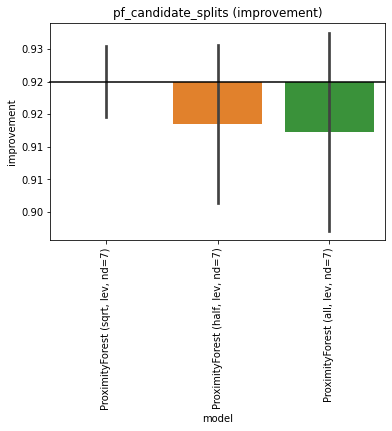 pf_candidate_splits (improvement)
0.93
0.92
0.92
0.91
0.91
0.90
improvement
ProximityForest (sqrt, lev, nd=7)
ProximityForest (half, lev, nd=7)
ProximityForest (all, lev, nd=7)
model